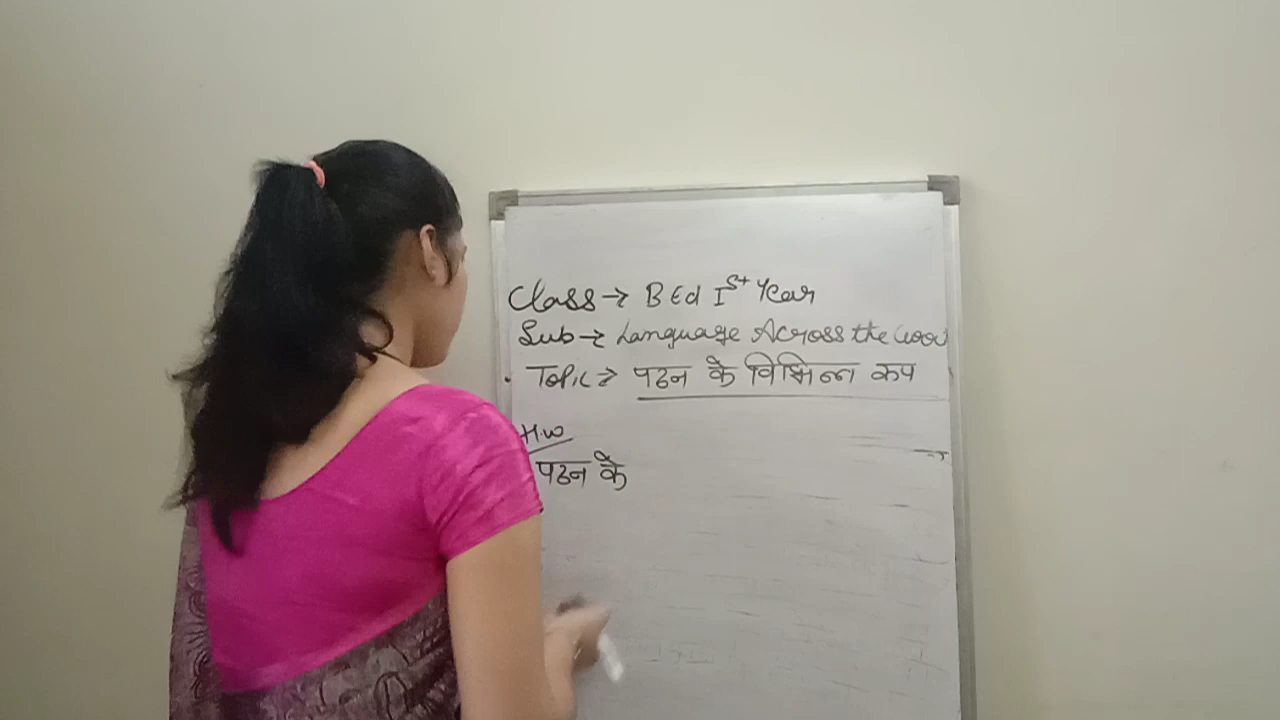 Class → B Ed Iˢᵗ Year
Sub → Language Across the
Topic → पठन के विभिन्न रूप
H.W
पठन के